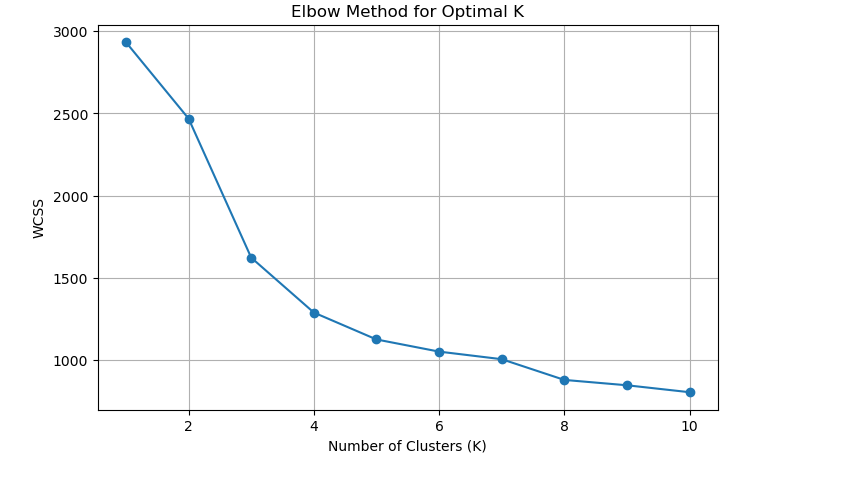 Elbow Method for Optimal K
3000
2500
2000
1500
1000
WCSS
2 4 6 8 10
Number of Clusters (K)